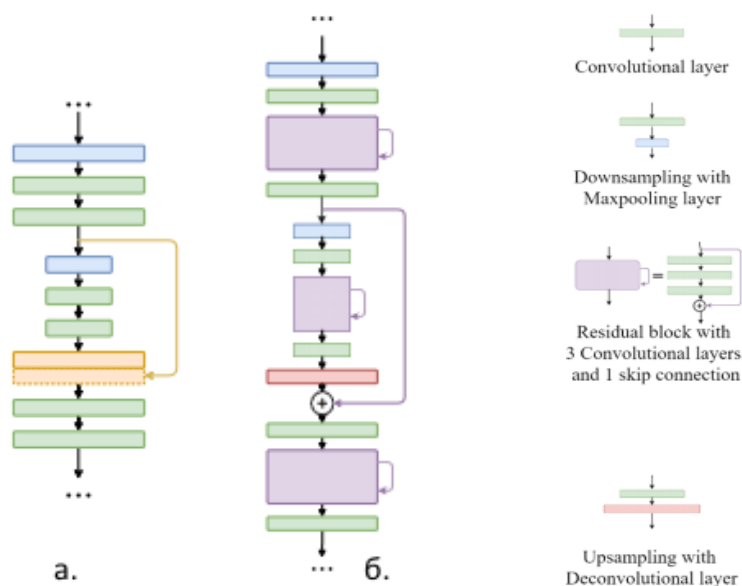 ...
...
Convolutional layer
Downsampling with
Maxpooling layer
=
+
Residual block with
3 Convolutional layers
and 1 skip connection
+
Upsampling with
Deconvolutional layer
...
...
а.
б.